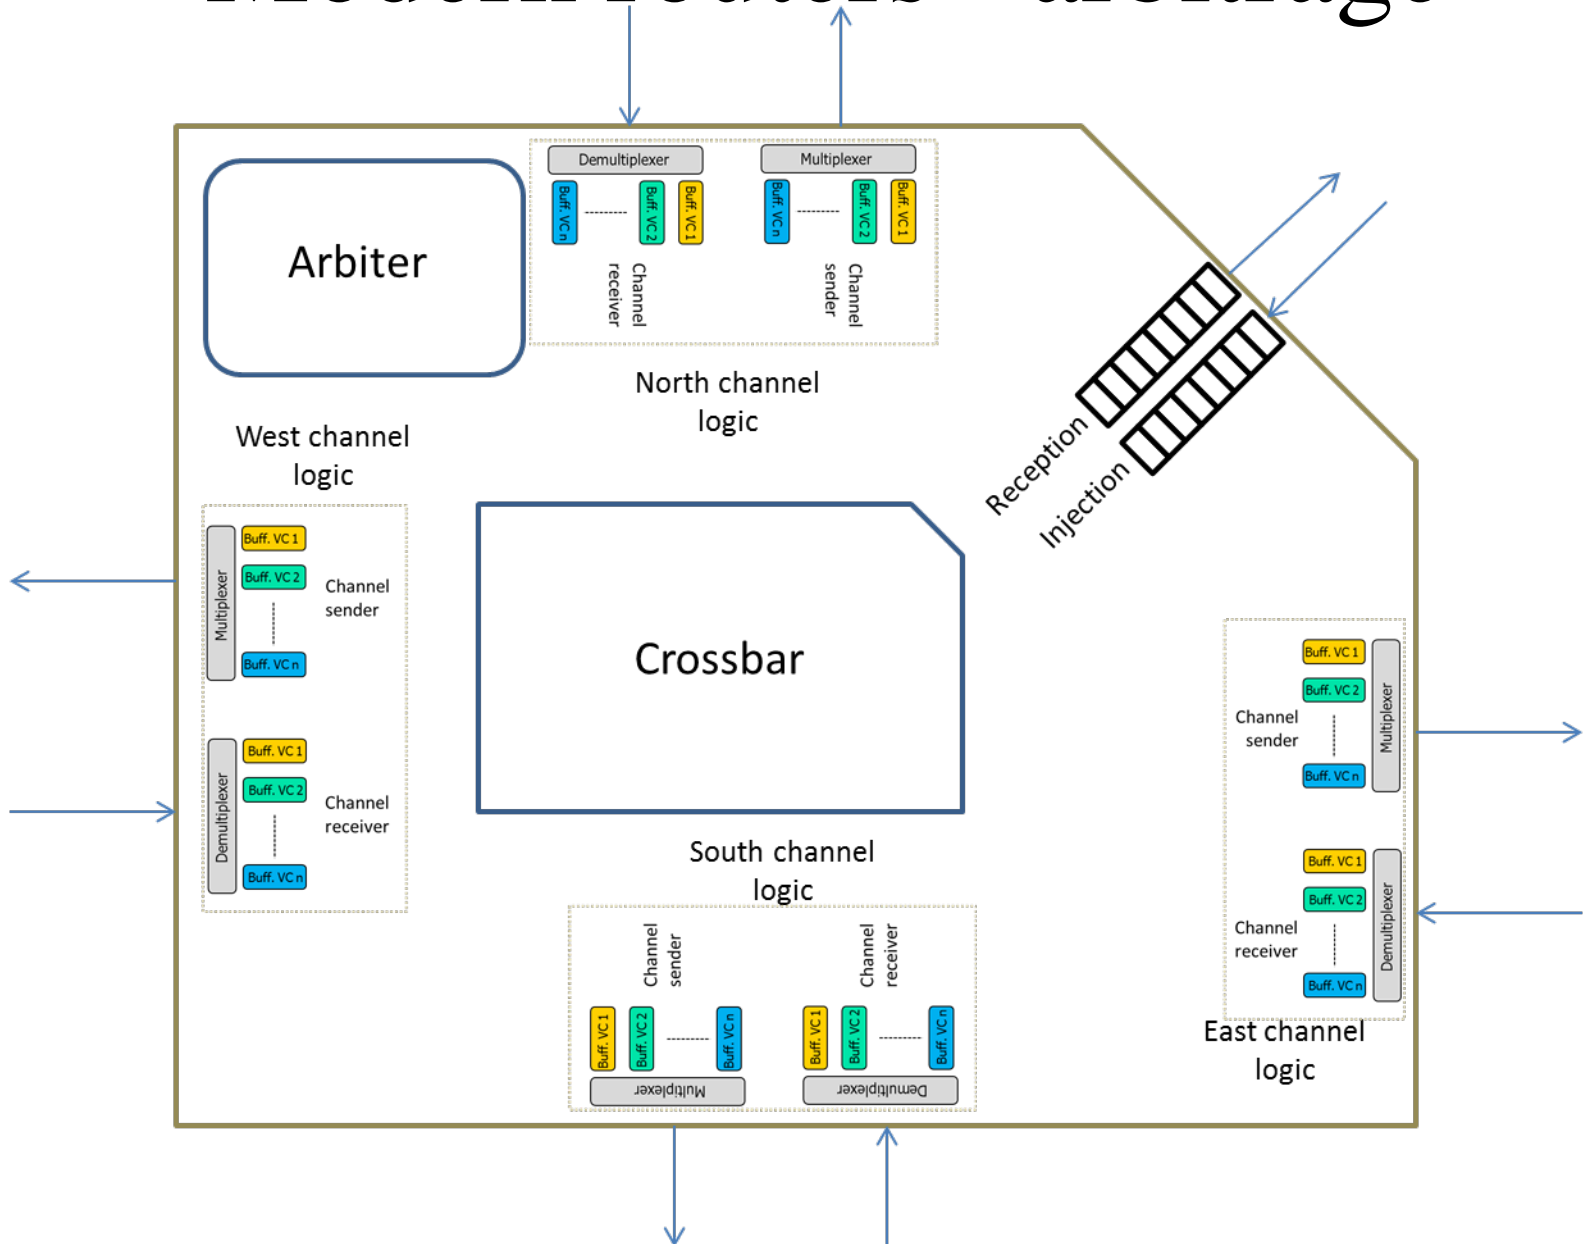 Modern routers - arbitrage
Demultiplexer
Multiplexer
Buff. VC n
Buff. VC 2
Buff. VC 1
Buff. VC n
Buff. VC 2
Buff. VC 1
Channel
receiver
Channel
sender
Arbiter
North channel
logic
Reception
Injection
West channel
logic
Multiplexer
Buff. VC 1
Buff. VC 2
Buff. VC n
Channel
sender
Demultiplexer
Buff. VC 1
Buff. VC 2
Buff. VC n
Channel
receiver
Crossbar
Buff. VC 1
Buff. VC 2
Buff. VC n
Channel
sender
Multiplexer
Buff. VC 1
Buff. VC 2
Buff. VC n
Channel
receiver
Demultiplexer
East channel
logic
South channel
logic
Channel
sender
Channel
receiver
Buff. VC 1
Buff. VC 2
Buff. VC n
Buff. VC 1
Buff. VC 2
Buff. VC n
Multiplexer
Demultiplexer